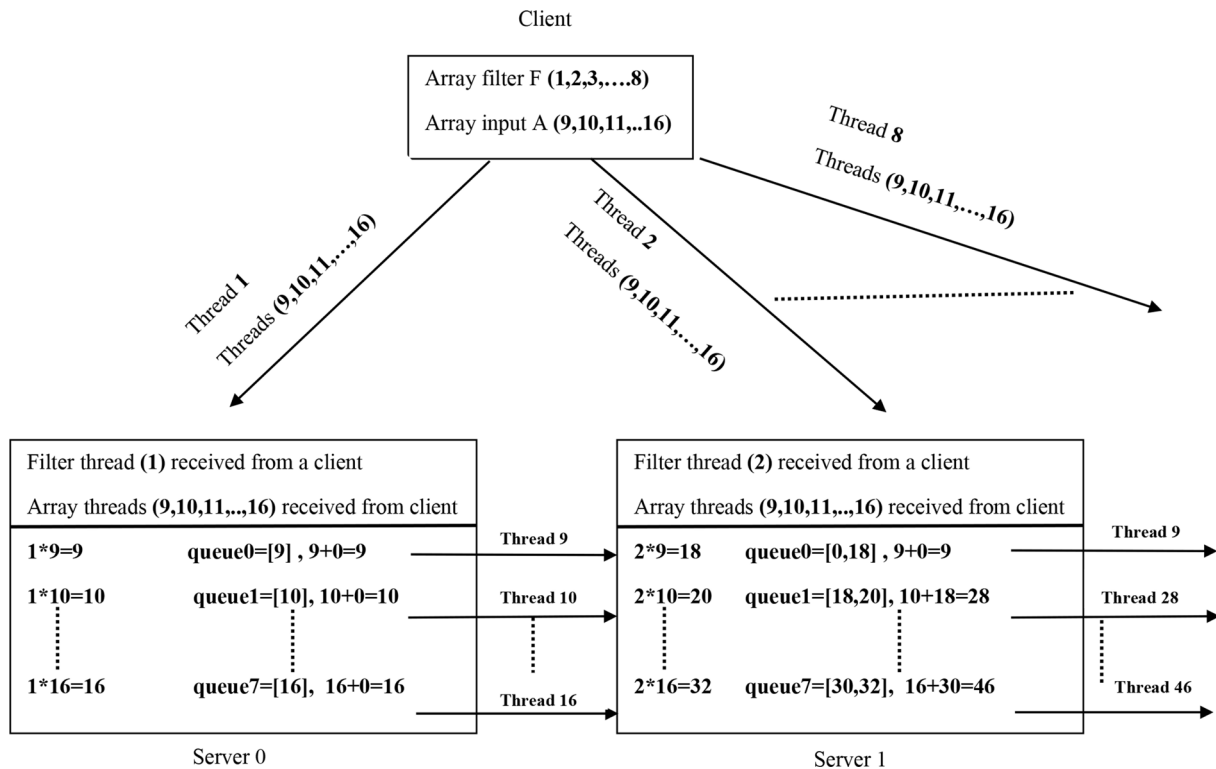 Client
Array filter F (1,2,3,….8)
Array input A (9,10,11,..16)
Thread 1
Threads (9,10,11,…,16)
Thread 2
Threads (9,10,11,…,16)
Thread 8
Threads (9,10,11,…,16)
Filter thread (1) received from a client
Array threads (9,10,11,..,16) received from client
1*9=9 queue0=[9] , 9+0=9
1*10=10 queue1=[10], 10+0=10
1*16=16 queue7=[16], 16+0=16
Server 0
Thread 9
Thread 10
Thread 16
Filter thread (2) received from a client
Array threads (9,10,11,..,16) received from client
2*9=18 queue0=[0,18] , 9+0=9
2*10=20 queue1=[18,20], 10+18=28
2*16=32 queue7=[30,32], 16+30=46
Server 1
Thread 9
Thread 28
Thread 46